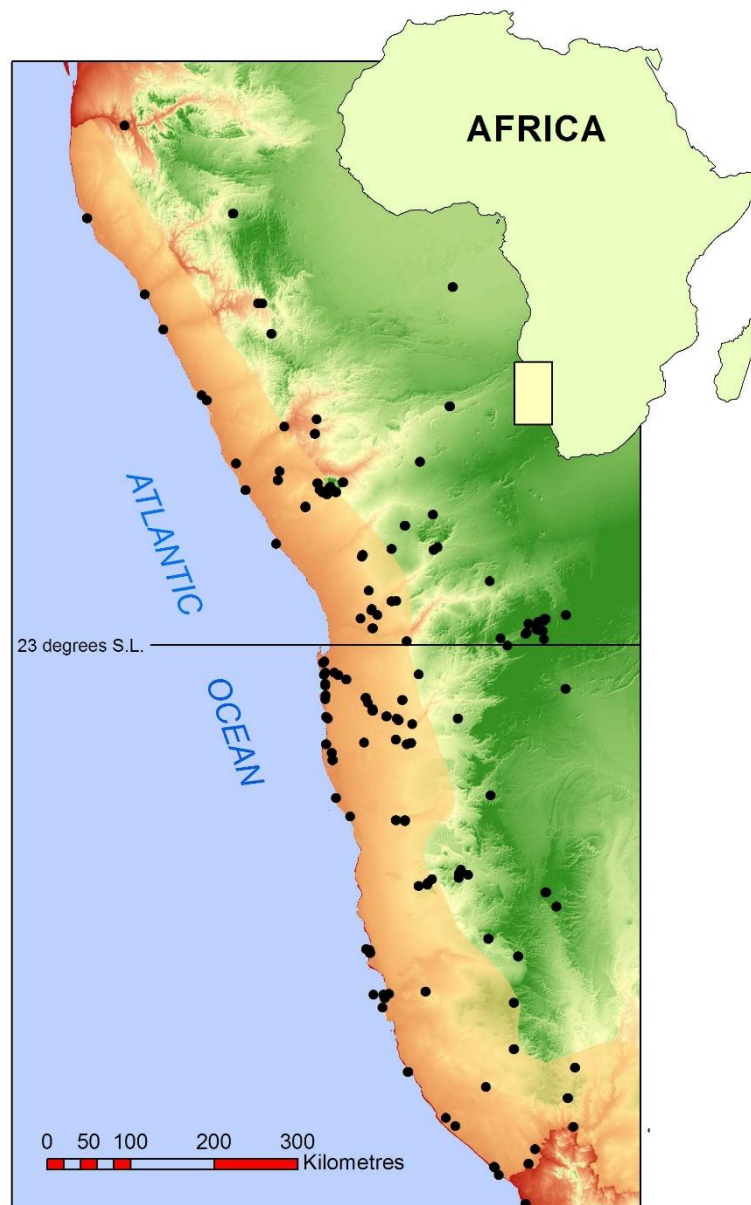 AFRICA
ATLANTIC
23 degrees S.L.
OCEAN
0 50 100 200 300
Kilometres